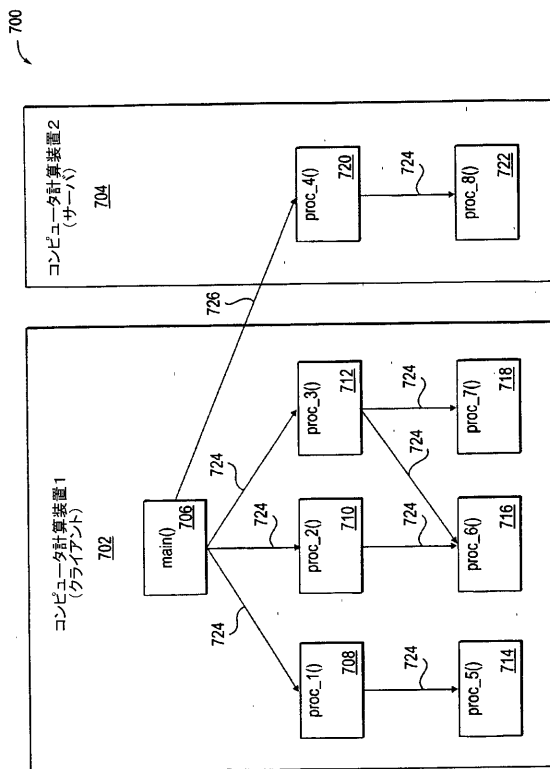 700
コンピュータ計算装置1
(クライアント)
702
コンピュータ計算装置2
(サーバ)
704
main()
706
724
724
724
726
proc_1()
708
proc_2()
710
proc_3()
712
proc_4()
720
724
724
724
724
724
proc_5()
714
proc_6()
716
proc_7()
718
proc_8()
722